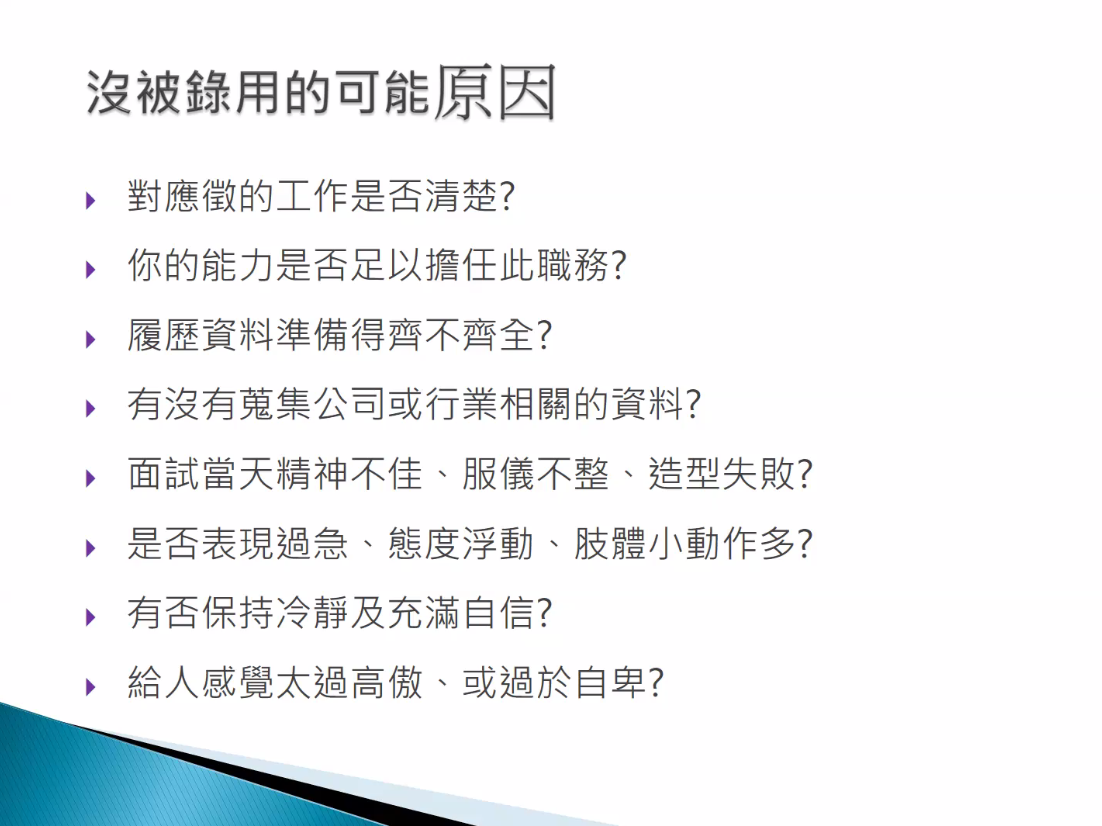 沒被錄用的可能原因
對應徵的工作是否清楚?
你的能力是否足以擔任此職務?
履歷資料準備得齊不齊全?
有沒有蒐集公司或行業相關的資料?
面試當天精神不佳、服儀不整、造型失敗?
是否表現過急、態度浮動、肢體小動作多?
有否保持冷靜及充滿自信?
給人感覺太過高傲、或過於自卑?